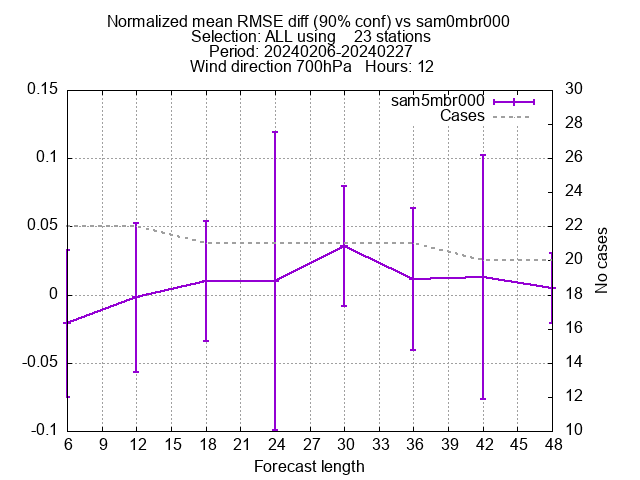 Normalized mean RMSE diff (90% conf) vs sam0mbr000
Selection: ALL using    23 stations
Period: 20240206-20240227
Wind direction 700hPa   Hours: 12
sam5mbr000
Cases
0.15
0.1
0.05
0
-0.05
-0.1
30
28
26
24
22
20
18
16
14
12
10
No cases
6 9 12 15 18 21 24 27 30 33 36 39 42 45 48
Forecast length